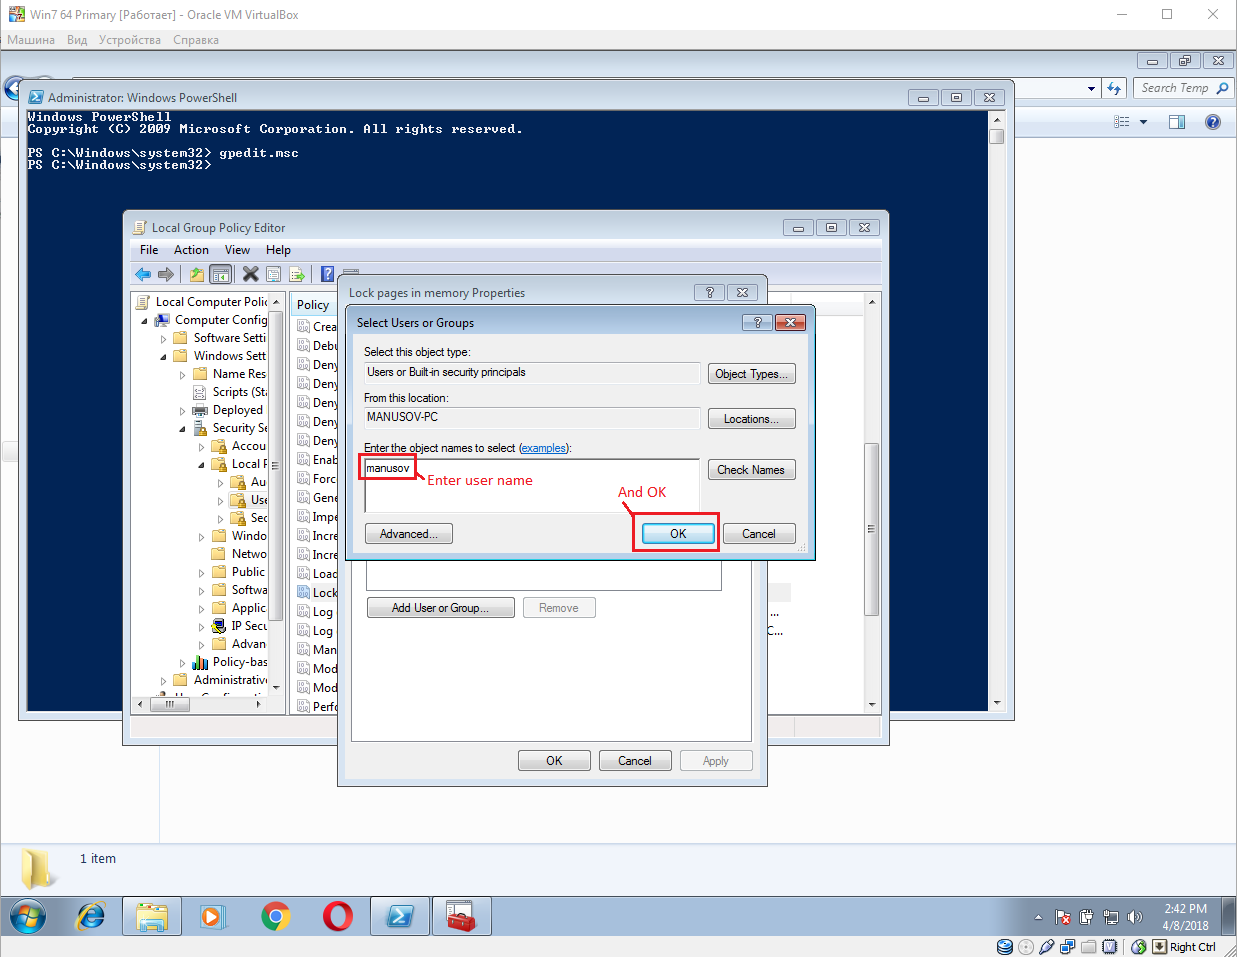 Win7 64 Primary [Работает] - Oracle VM VirtualBox
Машина Вид Устройства Справка
Search Temp
Administrator: Windows PowerShell
Windows PowerShell
Copyright (C) 2009 Microsoft Corporation. All rights reserved.
PS C:\Windows\system32> gpedit.msc
PS C:\Windows\system32>
Local Group Policy Editor
File Action View Help
Lock pages in memory Properties
Local Computer Polic
Computer Config
Software Setti
Windows Sett
Name Res
Scripts (Sta
Deployed
Security Se
Accou
Local P
Au
Use
Sec
Windo
Netwo
Public
Softwa
Applic
IP Secu
Advan
Policy-bas
Administrative
Policy
Crea
Debu
Deny
Deny
Deny
Deny
Deny
Enab
Forc
Gene
Impe
Incre
Incre
Load
Lock
Log
Log
Man
Mod
Mod
Perfo
...
C...
Select Users or Groups
Select this object type:
Users or Built-in security principals
Object Types...
From this location:
MANUSOV-PC
Locations...
Enter the object names to select (examples):
manusov
Check Names
Enter user name
And OK
Advanced...
OK
Cancel
Add User or Group...
Remove
OK
Cancel
Apply
1 item
2:42 PM
4/8/2018
Right Ctrl